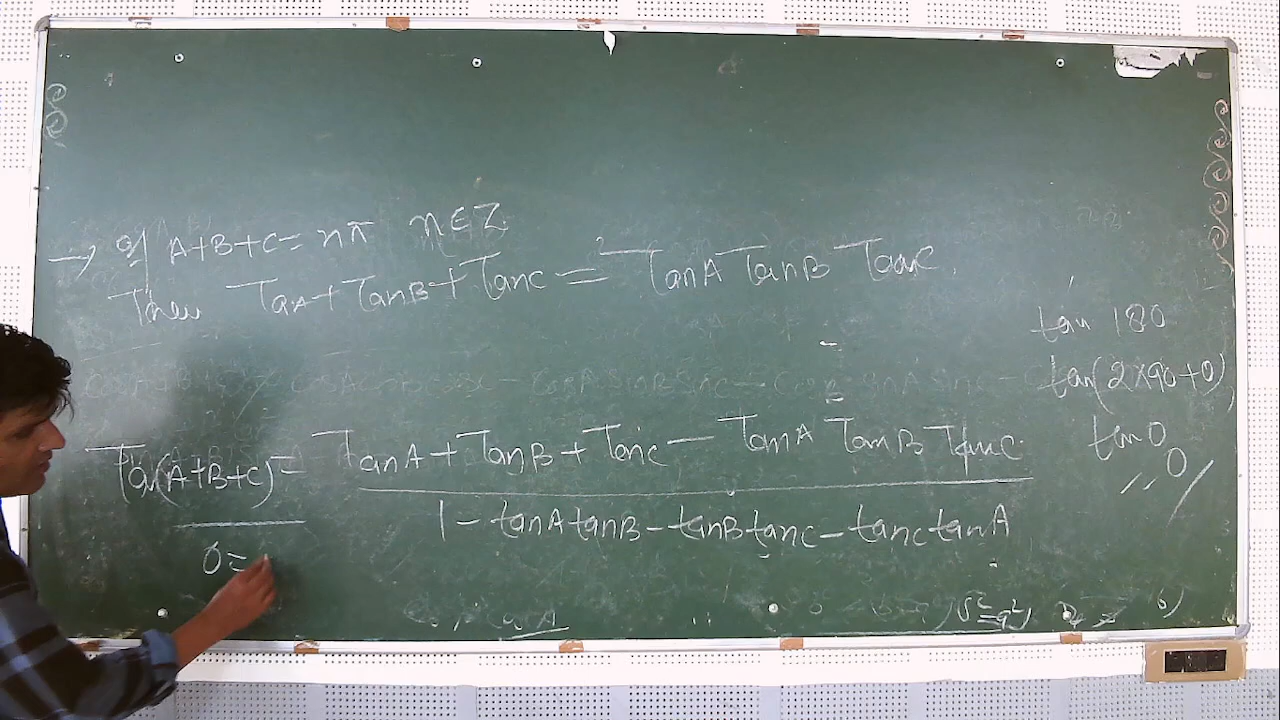 → If A+B+C = nπ n∈Z
Then TanA + TanB + TanC = TanA TanB TanC.
tan 180
tan(2×90+0)
tan 0
0
Tan(A+B+C) = TanA + TanB + TanC − TanA TanB TanC
1 − tanA tanB − tanB tanC − tanC tanA
0 =